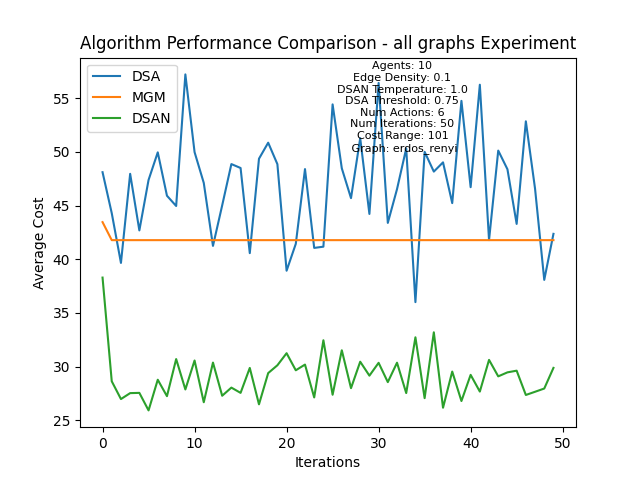 Algorithm Performance Comparison - all graphs Experiment
DSA
MGM
DSAN
Agents: 10
Edge Density: 0.1
DSAN Temperature: 1.0
DSA Threshold: 0.75
Num Actions: 6
Num Iterations: 50
Cost Range: 101
Graph: erdos_renyi
Average Cost
55
50
45
40
35
30
25
0
10
20
30
40
50
Iterations